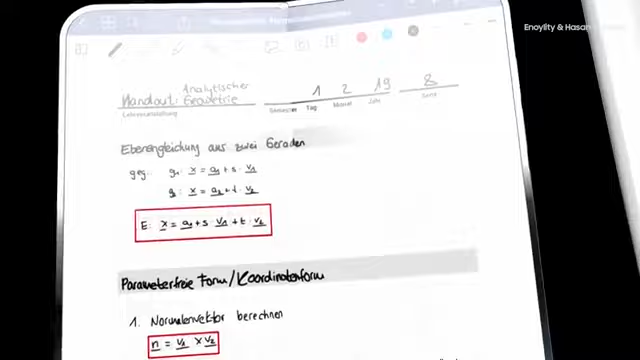 Enoylity & Hasan
Analytischer
Handout: Geometrie 1 2 19 8
Lehrveranstaltung Semester Tag Monat Jahr Seite
Ebenengleichung aus zwei Geraden
geg.: g₁: x = a₁ + s · v₁
g₂: x = a₂ + t · v₂
E: x = a₁ + s · v₁ + t · v₂
Parameterfreie Form/Koordinatenform
1. Normalenvektor berechnen
n = v₁ × v₂